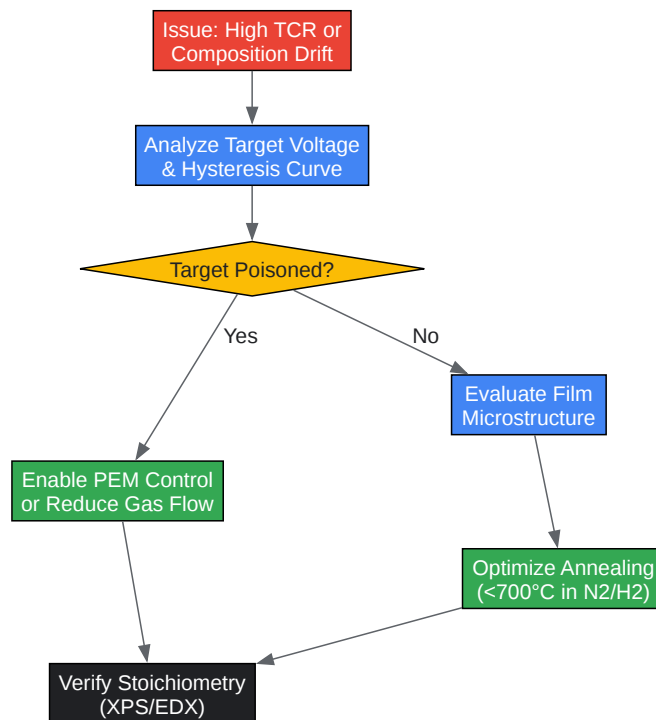 Issue: High TCR or
Composition Drift
Analyze Target Voltage
& Hysteresis Curve
Target Poisoned?
Yes
No
Evaluate Film
Microstructure
Enable PEM Control
or Reduce Gas Flow
Optimize Annealing
(<700°C in N2/H2)
Verify Stoichiometry
(XPS/EDX)